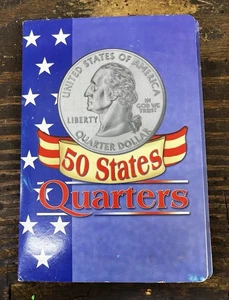 UNITED STATES OF AMERICA
LIBERTY
IN
GOD WE
TRUST
QUARTER DOLLAR
50 States
Quarters